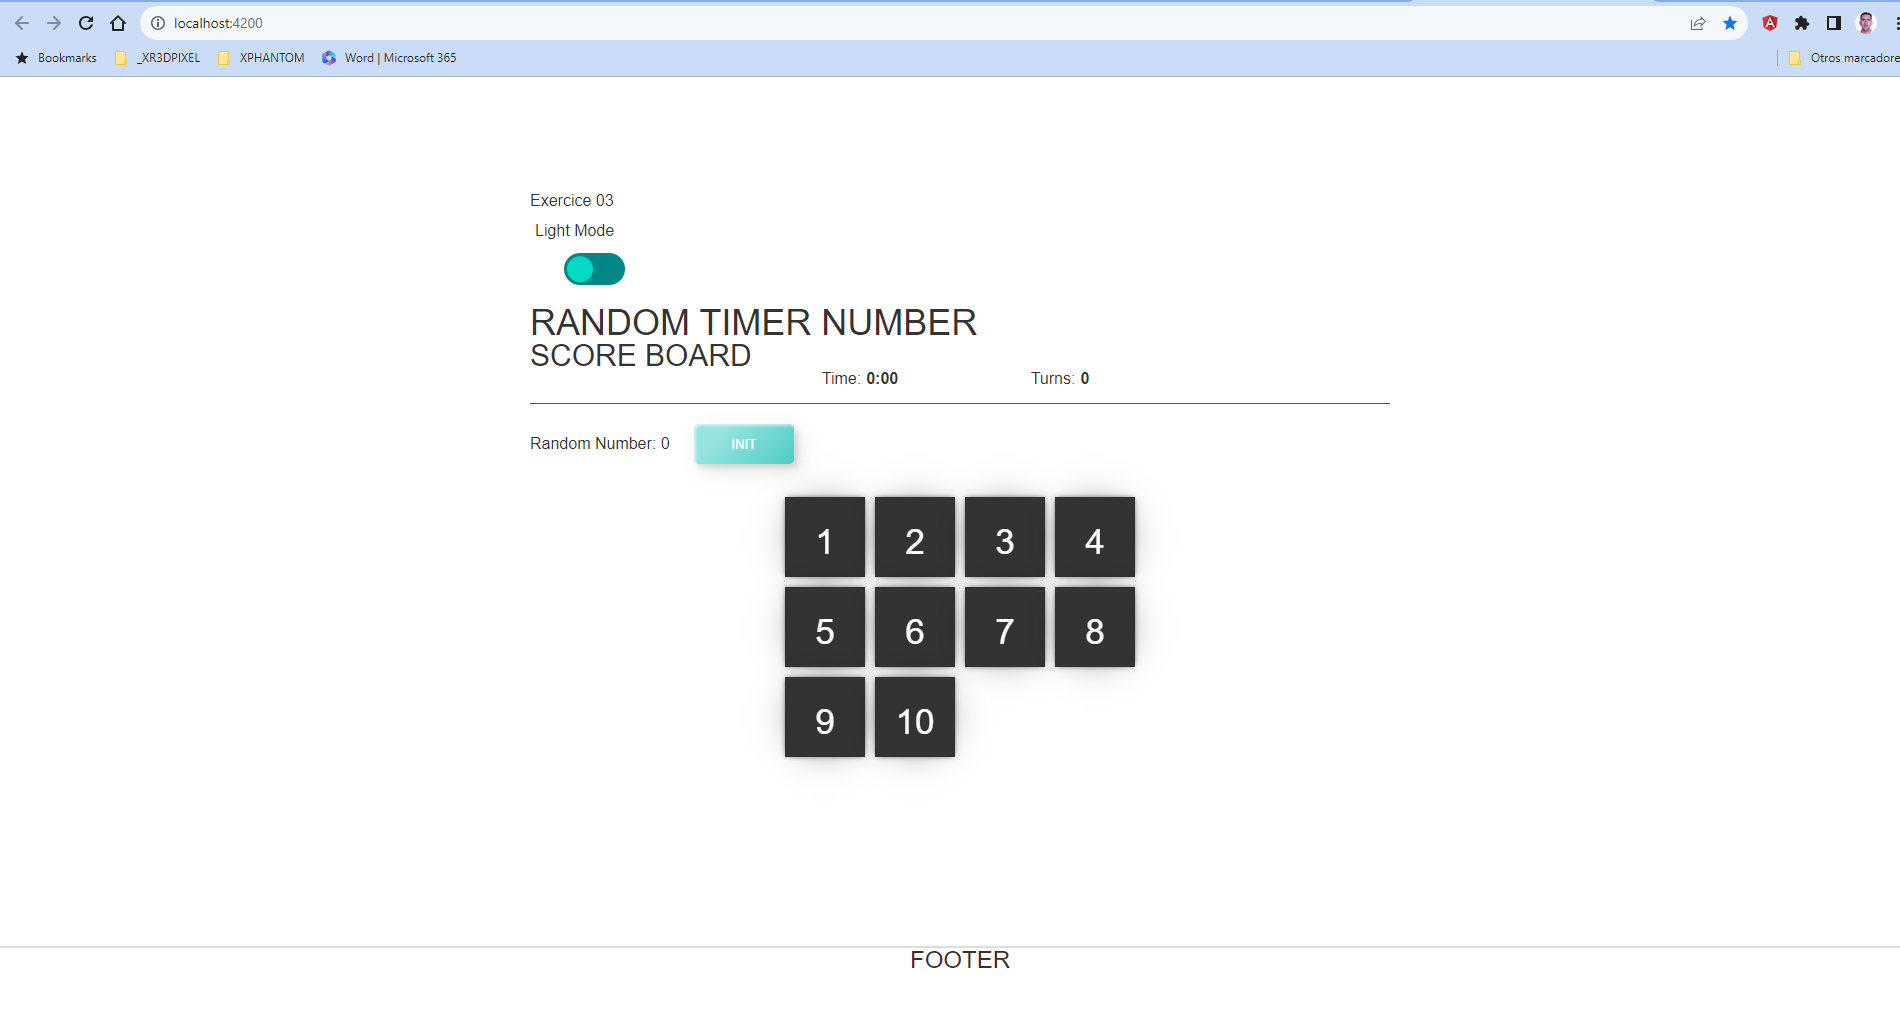 localhost:4200
Bookmarks _XR3DPIXEL XPHANTOM Word | Microsoft 365 Otros marcadore
Exercice 03
Light Mode
RANDOM TIMER NUMBER
SCORE BOARD
Time: 0:00 Turns: 0
Random Number: 0 INIT
1 2 3 4
5 6 7 8
9 10
FOOTER